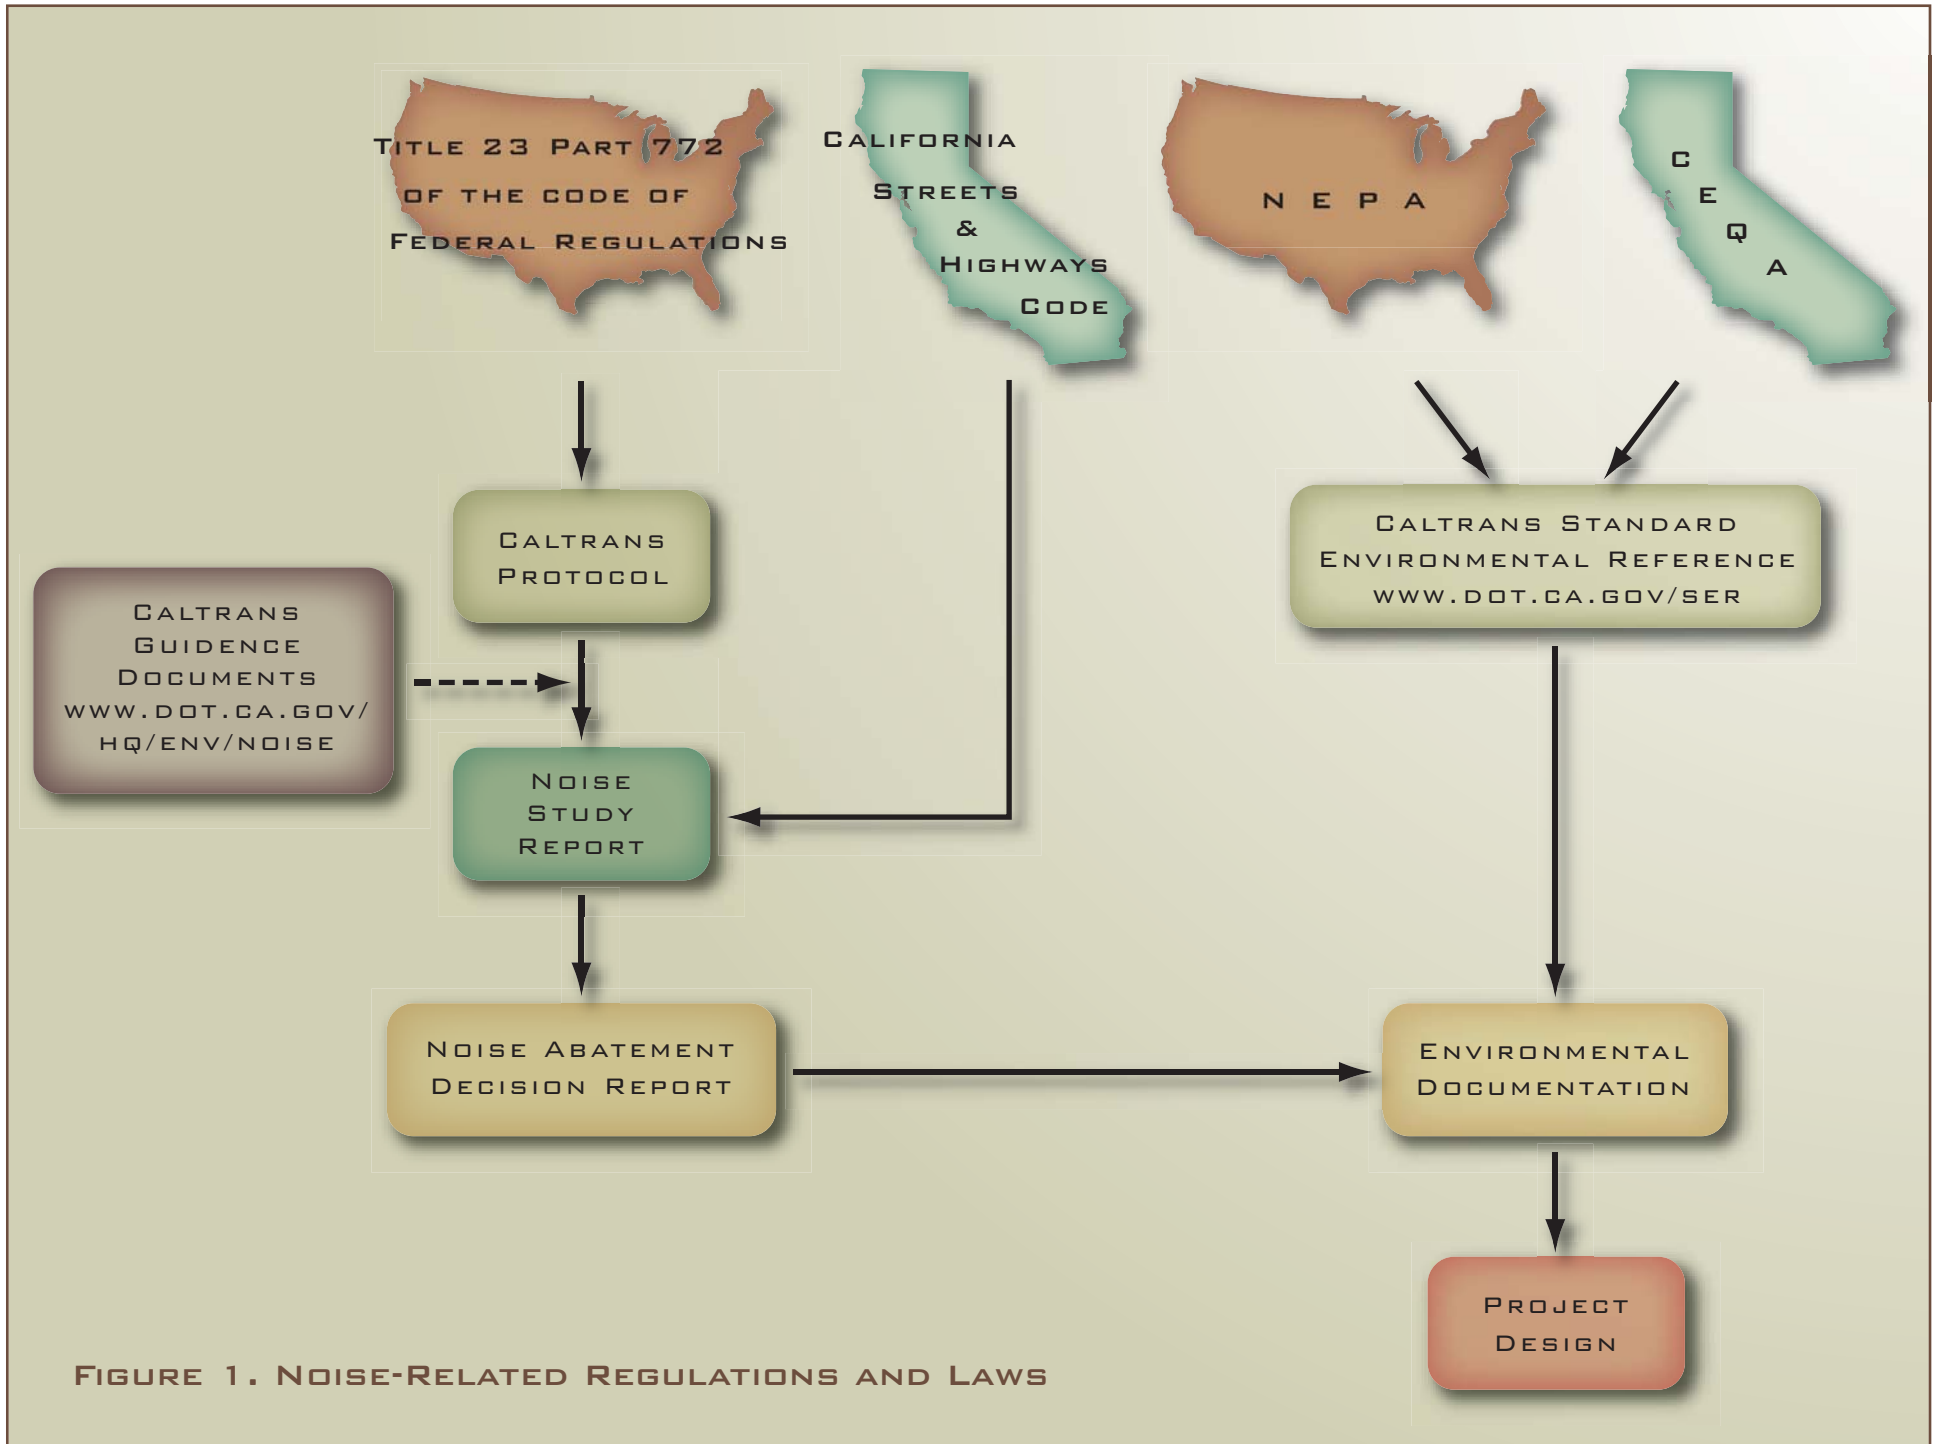 Title 23 Part 772
of the code of
Federal Regulations
California
Streets
&
Highways
Code
N E P A
C
E
Q
A
Caltrans
Protocol
Caltrans Standard
Environmental Reference
www.dot.ca.gov/ser
Caltrans
Guidence
Documents
www.dot.ca.gov/
hq/env/noise
Noise
Study
Report
Noise Abatement
Decision Report
Environmental
Documentation
Project
Design
Figure 1. Noise-Related Regulations and Laws